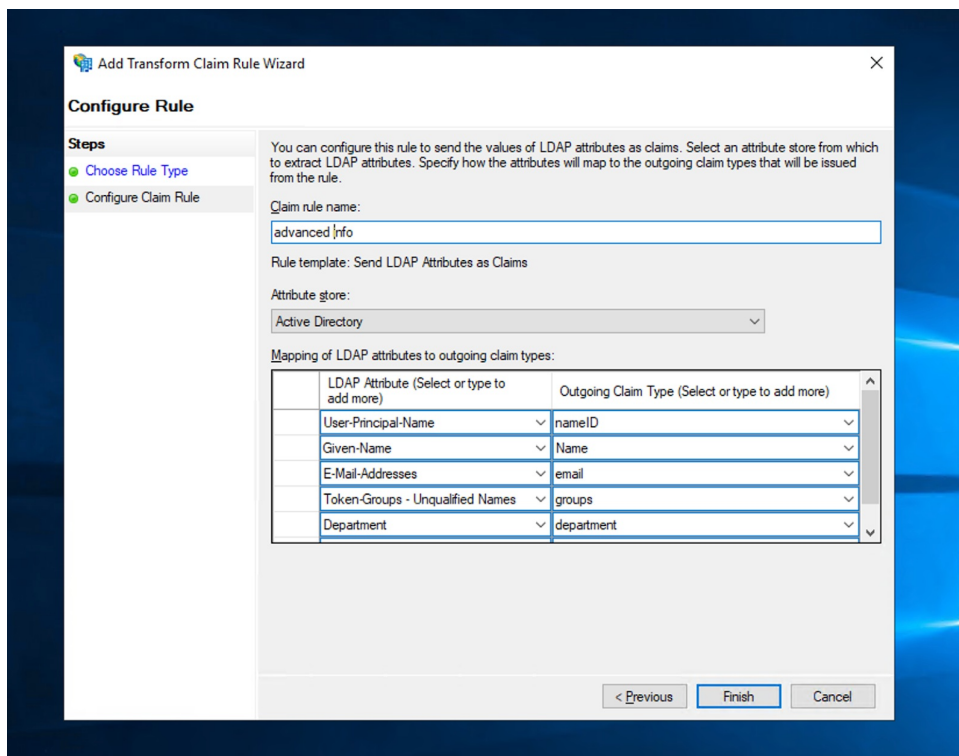 Add Transform Claim Rule Wizard
Configure Rule
Steps
Choose Rule Type
Configure Claim Rule
You can configure this rule to send the values of LDAP attributes as claims. Select an attribute store from which
to extract LDAP attributes. Specify how the attributes will map to the outgoing claim types that will be issued
from the rule.
Claim rule name:
advanced info
Rule template: Send LDAP Attributes as Claims
Attribute store:
Active Directory
Mapping of LDAP attributes to outgoing claim types:
LDAP Attribute (Select or type to
add more)
Outgoing Claim Type (Select or type to add more)
User-Principal-Name nameID
Given-Name Name
E-Mail-Addresses email
Token-Groups - Unqualified Names groups
Department department
< Previous Finish Cancel